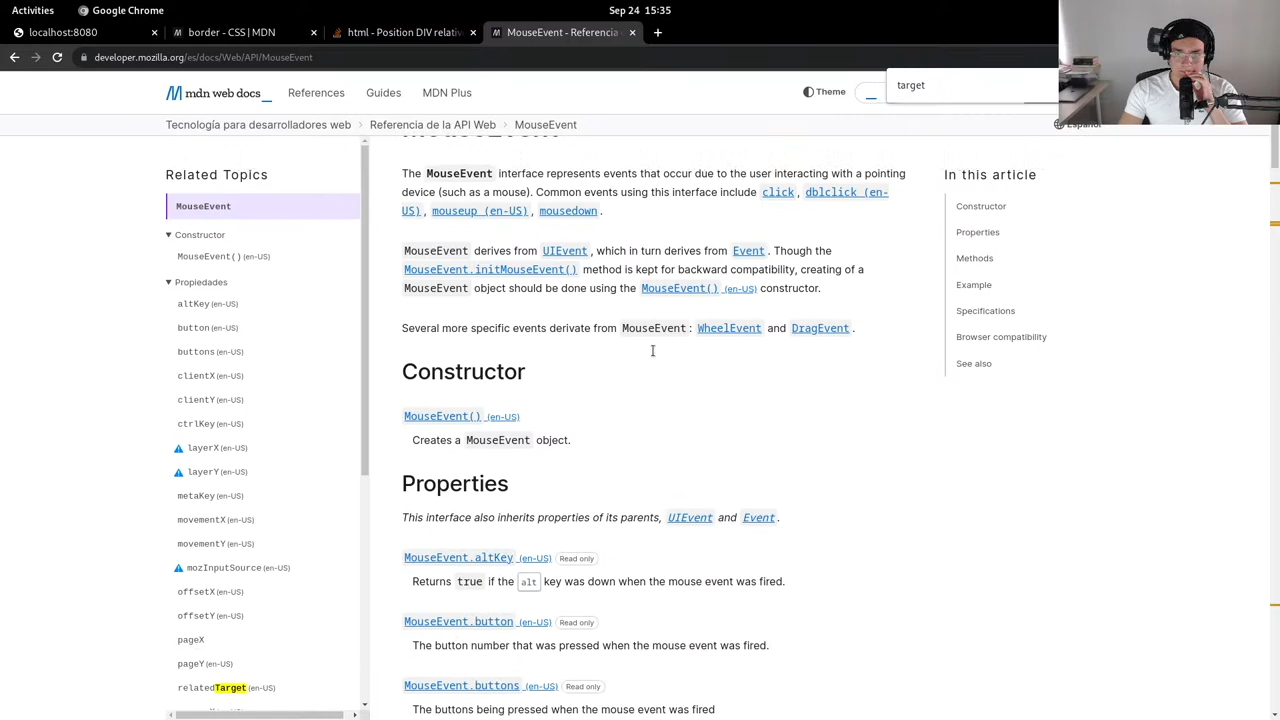 Activities
Google Chrome
Sep 24 15:35
localhost:8080
border - CSS | MDN
html - Position DIV relativ
MouseEvent - Referencia
developer.mozilla.org/es/docs/Web/API/MouseEvent
target
mdn web docs_
References
Guides
MDN Plus
Theme
Tecnología para desarrolladores web
Referencia de la API Web
MouseEvent
Español
MouseEvent
Related Topics
MouseEvent
Constructor
MouseEvent() (en-US)
Propiedades
altKey (en-US)
button (en-US)
buttons (en-US)
clientX (en-US)
clientY (en-US)
ctrlKey (en-US)
layerX (en-US)
layerY (en-US)
metaKey (en-US)
movementX (en-US)
movementY (en-US)
mozInputSource (en-US)
offsetX (en-US)
offsetY (en-US)
pageX
pageY (en-US)
relatedTarget (en-US)
The MouseEvent interface represents events that occur due to the user interacting with a pointing
device (such as a mouse). Common events using this interface include click, dblclick (en-
US), mouseup (en-US), mousedown.
MouseEvent derives from UIEvent, which in turn derives from Event. Though the
MouseEvent.initMouseEvent() method is kept for backward compatibility, creating of a
MouseEvent object should be done using the MouseEvent() (en-US) constructor.
Several more specific events derivate from MouseEvent: WheelEvent and DragEvent.
Constructor
MouseEvent() (en-US)
Creates a MouseEvent object.
Properties
This interface also inherits properties of its parents, UIEvent and Event.
MouseEvent.altKey (en-US) Read only
Returns true if the alt key was down when the mouse event was fired.
MouseEvent.button (en-US) Read only
The button number that was pressed when the mouse event was fired.
MouseEvent.buttons (en-US) Read only
The buttons being pressed when the mouse event was fired
In this article
Constructor
Properties
Methods
Example
Specifications
Browser compatibility
See also